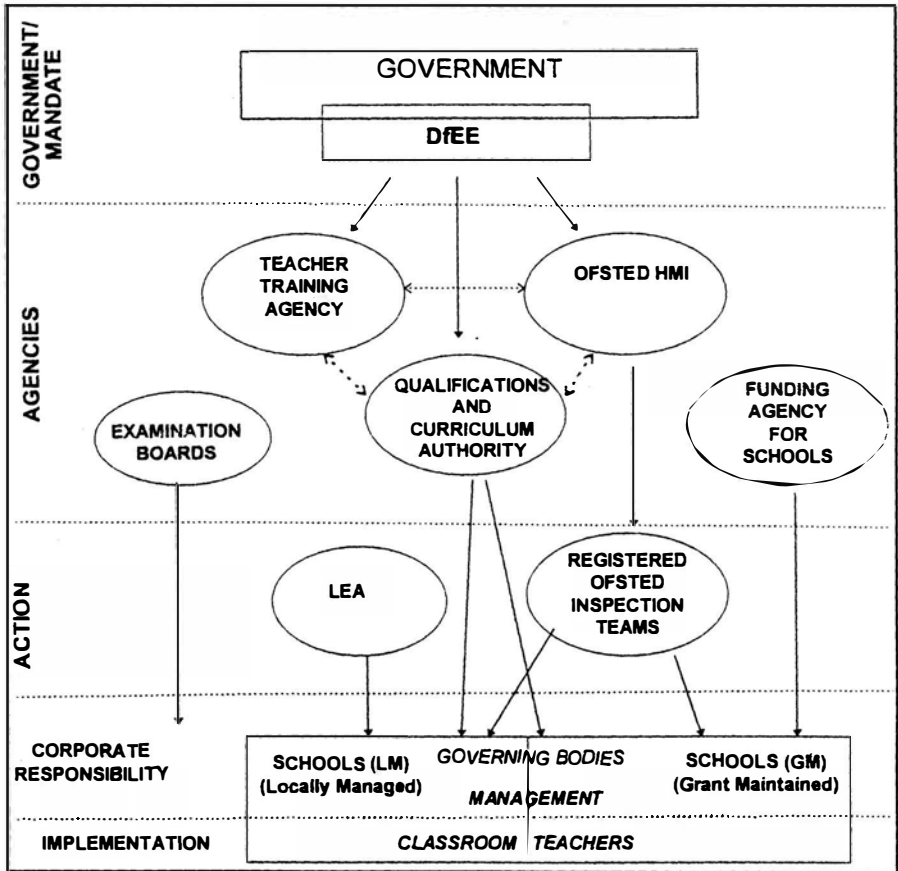 GOVERNMENT/
MANDATE
GOVERNMENT
DfEE
AGENCIES
TEACHER
TRAINING
AGENCY
OFSTED HMI
QUALIFICATIONS
AND
CURRICULUM
AUTHORITY
EXAMINATION
BOARDS
FUNDING
AGENCY
FOR
SCHOOLS
ACTION
LEA
REGISTERED
OFSTED
INSPECTION
TEAMS
CORPORATE
RESPONSIBILITY
SCHOOLS (LM)
(Locally Managed)
GOVERNING BODIES
MANAGEMENT
SCHOOLS (GM)
(Grant Maintained)
IMPLEMENTATION
CLASSROOM TEACHERS